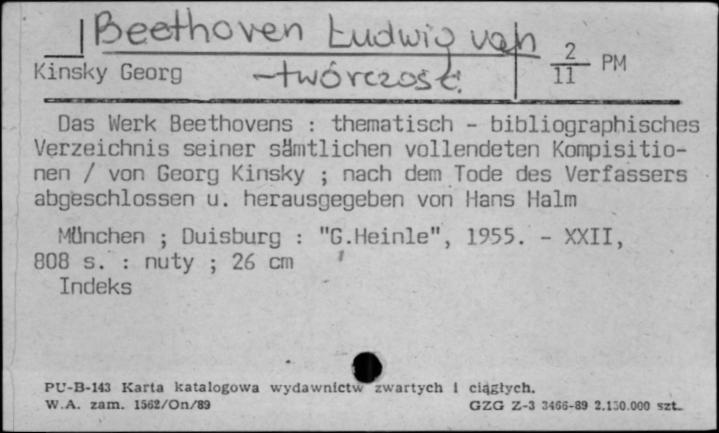 Beethoven Ludwig van
Kinsky Georg
- twórczość.
2
11 PM
Das Werk Beethovens : thematisch - bibliographisches
Verzeichnis seiner sämtlichen vollendeten Kompisitio-
nen / von Georg Kinsky ; nach dem Tode des Verfassers
abgeschlossen u. herausgegeben von Hans Halm
München ; Duisburg : "G.Heinle", 1955. - XXII,
808 s. : nuty ; 26 cm
Indeks
PU-B-143 Karta katalogowa wydawnictw zwartych i ciągłych.
W.A. zam. 1562/On/89 GZG Z-3 3466-89 2.150.000 szt.